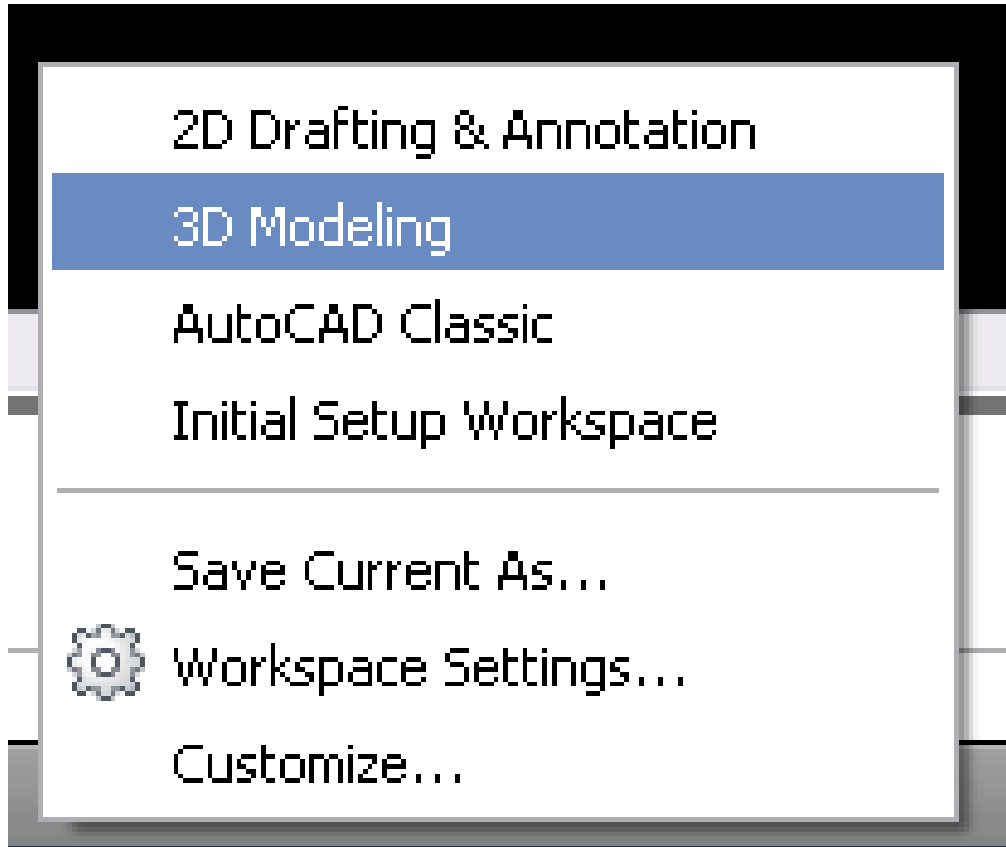 2D Drafting & Annotation
3D Modeling
AutoCAD Classic
Initial Setup Workspace
Save Current As...
Workspace Settings...
Customize...